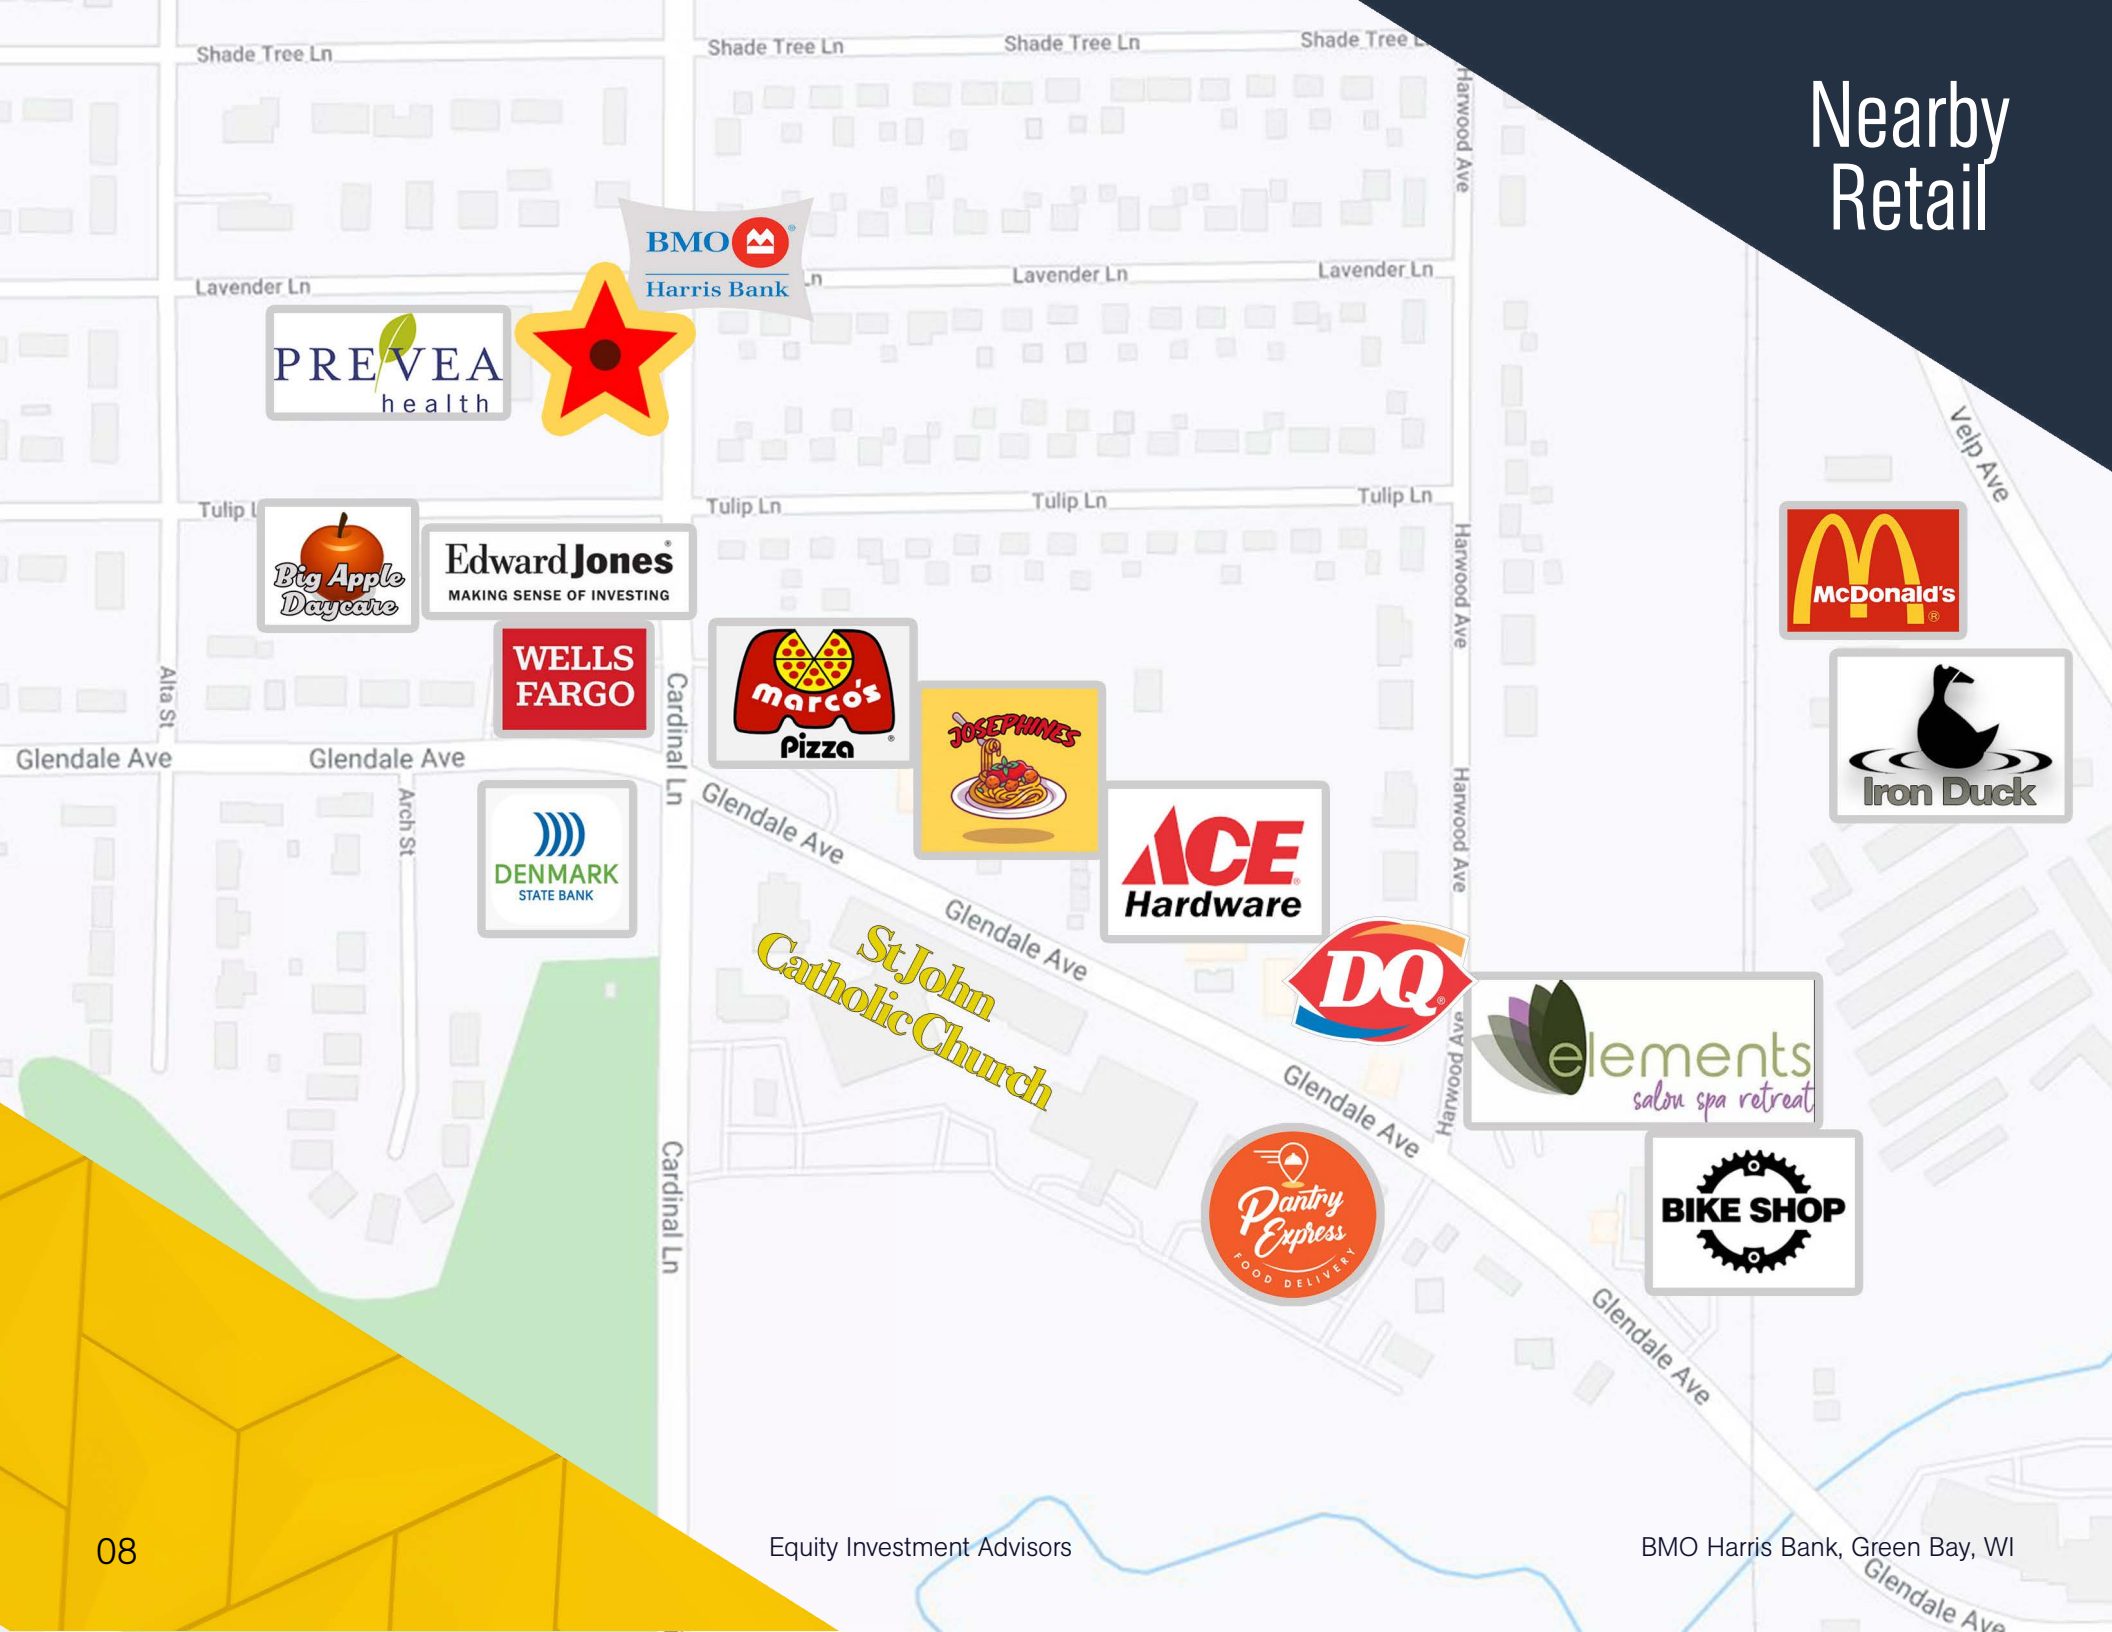 Nearby
Retail
Shade Tree Ln
Shade Tree Ln
Shade Tree Ln
Shade Tree
Harwood Ave
BMO
Harris Bank
Lavender Ln
Ln
Lavender Ln
Lavender Ln
PREVEA
health
Velp Ave
Tulip
Tulip Ln
Tulip Ln
Tulip Ln
Big Apple
Daycare
Edward Jones®
MAKING SENSE OF INVESTING
Harwood Ave
McDonald's
®
WELLS
FARGO
marco's
Pizza ®
JOSEPHINES
Iron Duck
Alta St
Cardinal Ln
Glendale Ave
Glendale Ave
Arch St
Glendale Ave
Harwood Ave
DENMARK
STATE BANK
ACE
Hardware
Glendale Ave
St John
Catholic Church
DQ®
Harwood Ave
elements
salon spa retreat
Glendale Ave
Pantry
Express
FOOD DELIVERY
BIKE SHOP
Cardinal Ln
Glendale Ave
08
Equity Investment Advisors
BMO Harris Bank, Green Bay, WI
Glendale Ave